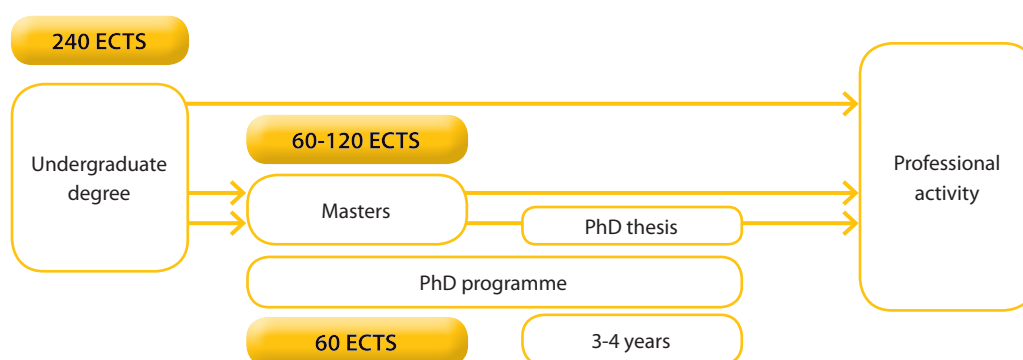 240 ECTS
60-120 ECTS
Undergraduate
degree
Masters
PhD thesis
Professional
activity
PhD programme
60 ECTS
3-4 years